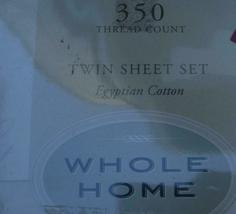 350
THREAD COUNT
TWIN SHEET SET
Egyptian Cotton
WHOLE
HOME